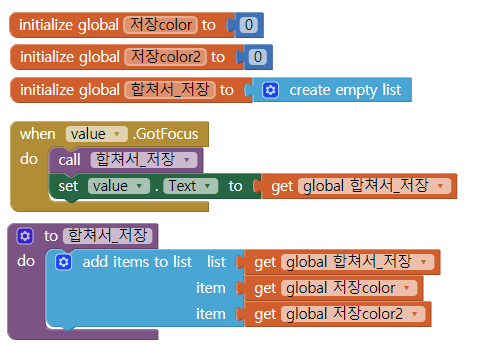 initialize global 저장color to 0
initialize global 저장color2 to 0
initialize global 합쳐서_저장 to create empty list
when value .GotFocus
do call 합쳐서_저장
set value . Text to get global 합쳐서_저장
to 합쳐서_저장
do add items to list list get global 합쳐서_저장
item get global 저장color
item get global 저장color2